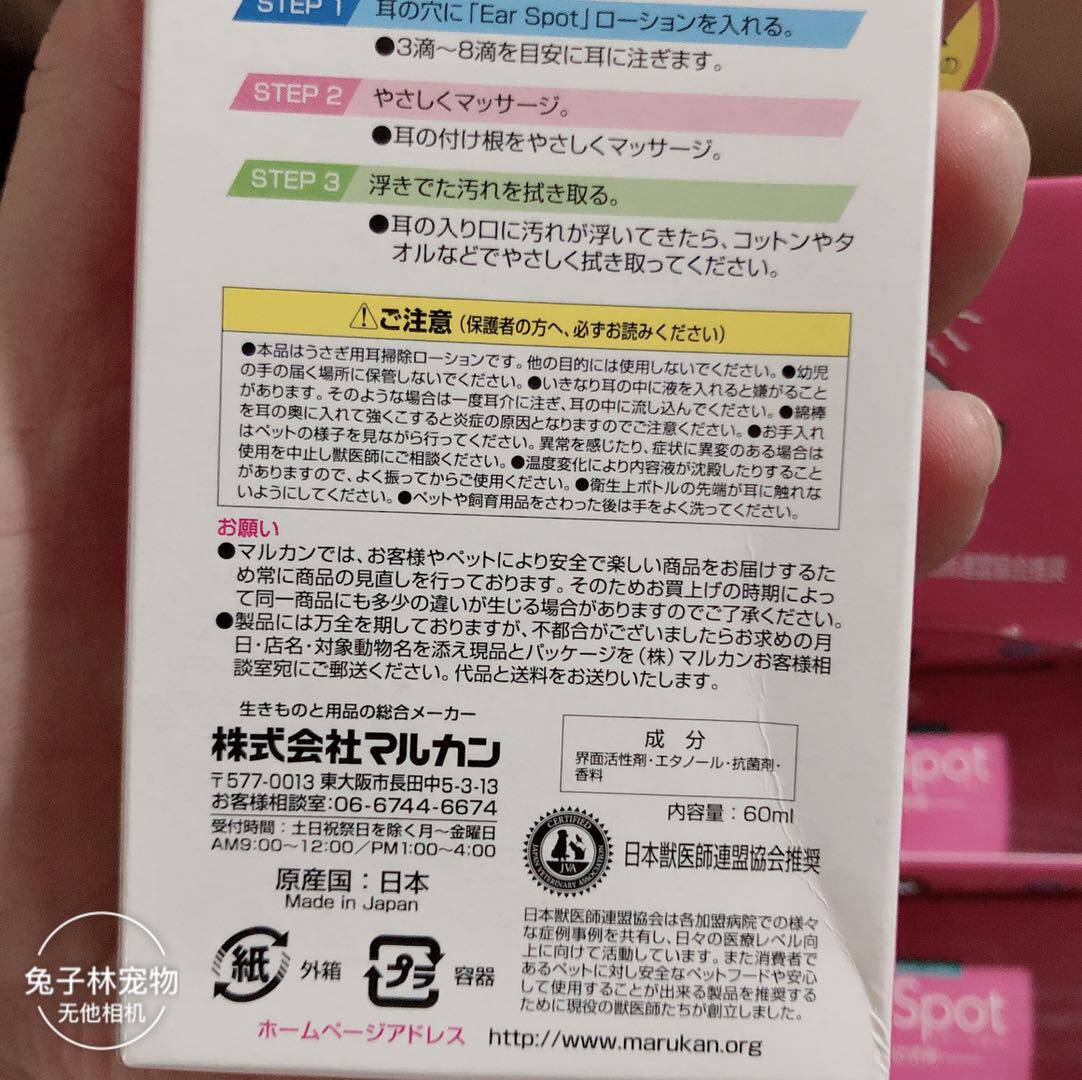 STEP 1 耳の穴に「Ear Spot」ローションを入れる。
●3滴～8滴を目安に耳に注ぎます。
STEP 2 やさしくマッサージ。
●耳の付け根をやさしくマッサージ。
STEP 3 浮きでた汚れを拭き取る。
●耳の入り口に汚れが浮いてきたら、コットンやタ
オルなどでやさしく拭き取ってください。
⚠ご注意（保護者の方へ、必ずお読みください）
●本品はうさぎ用耳掃除ローションです。他の目的には使用しないでください。●幼児
の手の届く場所に保管しないでください。●いきなり耳の中に液を入れると嫌がること
があります。そのような場合は一度耳介に注ぎ、耳の中に流し込んでください。●綿棒
を耳の奥に入れて強くこすると炎症の原因となりますのでご注意ください。●お手入れ
はペットの様子を見ながら行ってください。異常を感じたり、症状に異変のある場合は
使用を中止し獣医師にご相談ください。●温度変化により内容液が沈殿したりすること
がありますので、よく振ってからご使用ください。●衛生上ボトルの先端が耳に触れな
いようにしてください。●ペットや飼育用品をさわった後は手をよく洗ってください。
お願い
●マルカンでは、お客様やペットにより安全で楽しい商品をお届けするた
め常に商品の見直しを行っております。そのためお買上げの時期によっ
て同一商品にも多少の違いが生じる場合がありますのでご了承ください。
●製品には万全を期しておりますが、不都合がございましたらお求めの月
日・店名・対象動物名を添え現品とパッケージを（株）マルカンお客様相
談室宛にご郵送ください。代品と送料をお送りいたします。
生きものと用品の総合メーカー
株式会社マルカン
〒577-0013 東大阪市長田中5-3-13
お客様相談室：06-6744-6674
受付時間：土日祝祭日を除く月～金曜日
AM9:00～12:00／PM1:00～4:00
原産国：日本
Made in Japan
紙 外箱
プラ 容器
成分
界面活性剤・エタノール・抗菌剤・
香料
内容量：60ml
CERTIFIED
JVA
JAPAN VETERINARY ASSOCIATION
日本獣医師連盟協会推奨
日本獣医師連盟協会は各加盟病院での様々
な症例事例を共有し、日々の医療レベル向
上に向けて活動しています。また消費者で
あるペットに対し安全なペットフードや安心
して使用することが出来る製品を推奨する
ために現役の獣医師たちが創立しました。
ホームページアドレス http://www.marukan.org
連盟協会推奨
Spot
Spot
兔子林宠物
无他相机